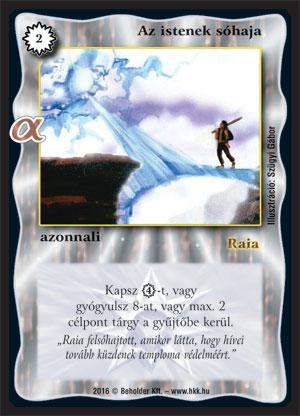 2
Az istenek sóhaja
α
Illusztráció: Szűgyi Gábor
azonnali
Raia
Kapsz 4-t, vagy
gyógyulsz 8-at, vagy max. 2
célpont tárgy a gyűjtőbe kerül.
„Raia felsóhajtott, amikor látta, hogy hívei
tovább küzdenek temploma védelméért.”
2016 © Beholder Kft. – www.hkk.hu